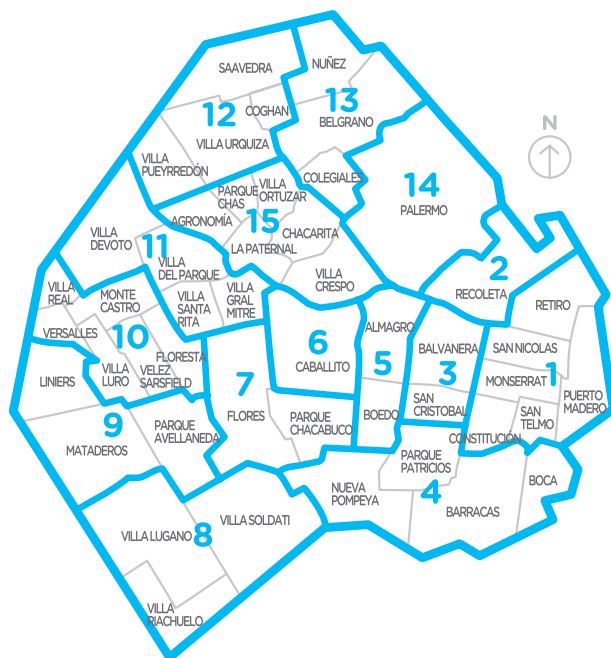 NUÑEZ
SAAVEDRA
13
12
COGHAN
BELGRANO
N
VILLA URQUIZA
VILLA
PUEYRREDÓN
COLEGIALES
14
PALERMO
VILLA
ORTUZAR
PARQUE
CHAS
15
AGRONOMÍA
CHACARITA
LA PATERNAL
VILLA
DEVOTO
11
VILLA
DEL PARQUE
VILLA
CRESPO
2
RECOLETA
VILLA
REAL
MONTE
CASTRO
VILLA
SANTA
RITA
VILLA
GRAL
MITRE
RETIRO
VERSALLES
10
ALMAGRO
6
CABALLITO
5
BALVANERA
3
SAN NICOLAS
MONSERRAT
1
FLORESTA
VILLA
LURO
VELEZ
SARSFIELD
LINIERS
7
FLORES
PUERTO
MADERO
SAN
CRISTOBAL
BOEDO
SAN
TELMO
PARQUE
CHACABUCO
9
MATADEROS
PARQUE
AVELLANEDA
CONSTITUCIÓN
PARQUE
PATRICIOS
4
NUEVA
POMPEYA
BOCA
BARRACAS
VILLA SOLDATI
VILLA LUGANO
8
VILLA
RIACHUELO